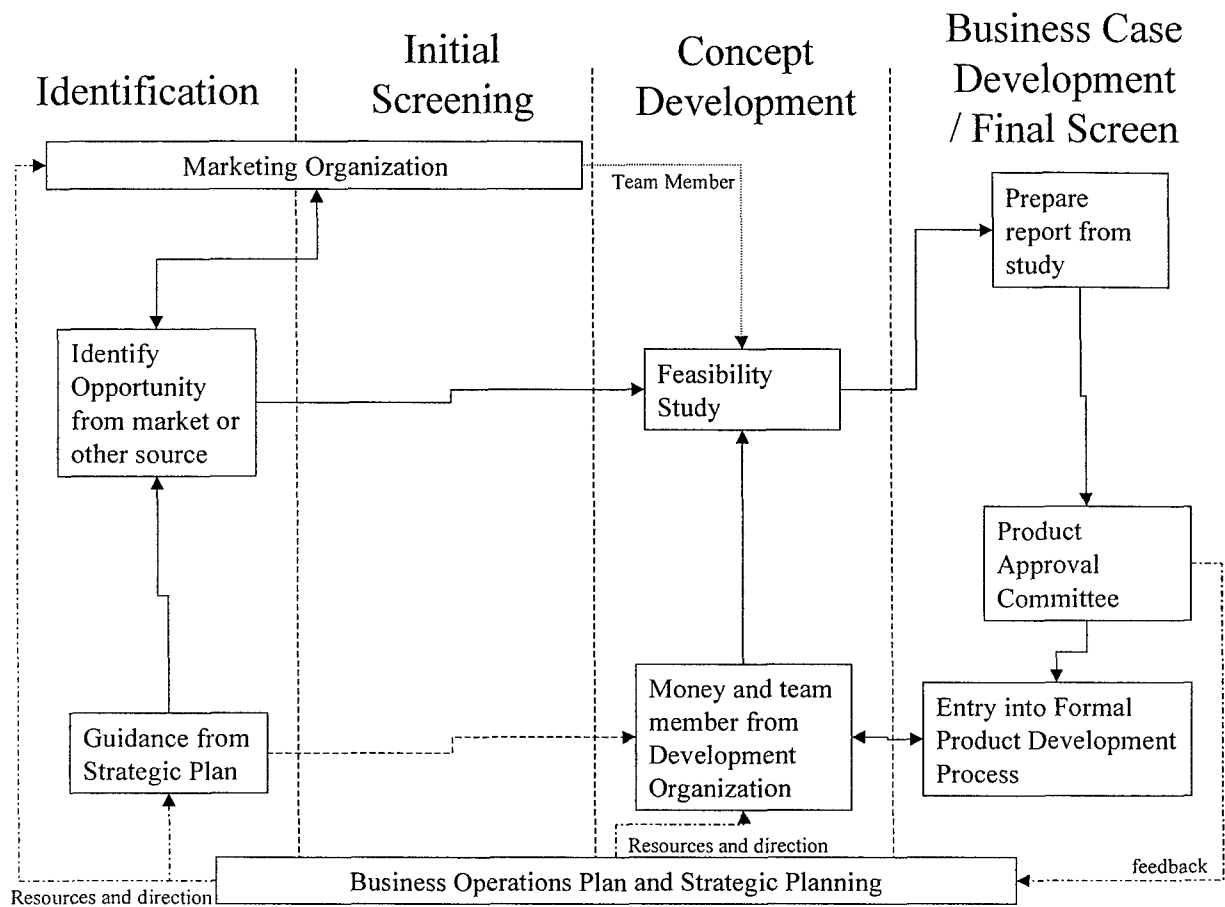 Identification
Initial
Screening
Concept
Development
Business Case
Development
/ Final Screen
Marketing Organization
Team Member
Prepare
report from
study
Identify
Opportunity
from market or
other source
Feasibility
Study
Product
Approval
Committee
Guidance from
Strategic Plan
Money and team
member from
Development
Organization
Entry into Formal
Product Development
Process
Resources and direction
Business Operations Plan and Strategic Planning
feedback
Resources and direction